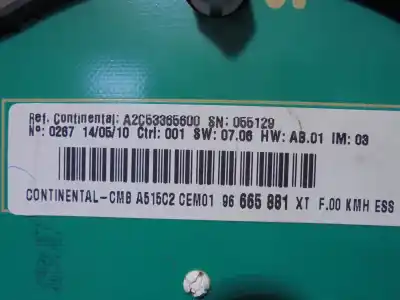 Ref. Continental: A2C53365600 SN: 055129
Nº: 0267 14/05/10 Ctrl: 001 SW: 07.06 HW: AB.01 IM: 03
CONTINENTAL-CMB A515C2 CEM01 96 665 881 XT F.00 KMH ESS